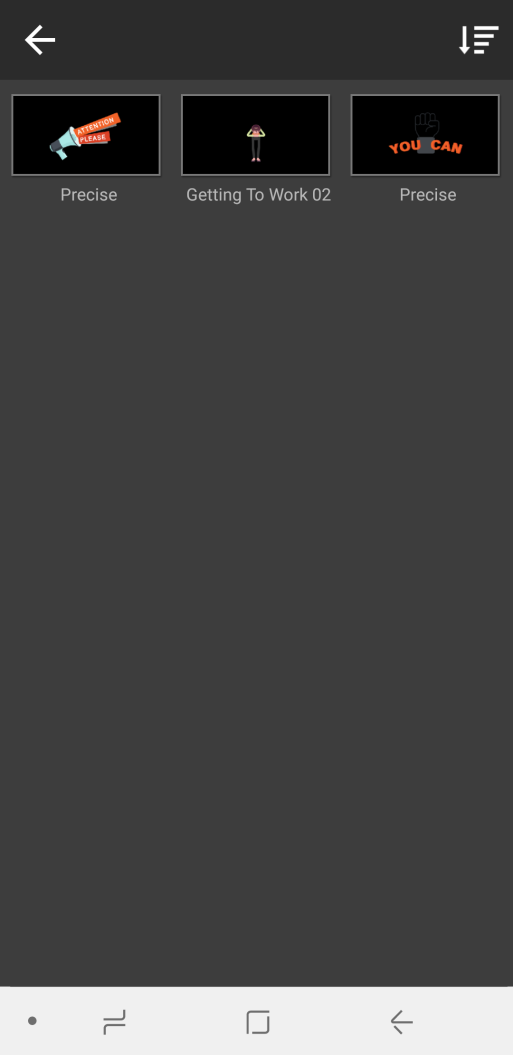 ATTENTION
PLEASE
YOU CAN
Precise
Getting To Work 02
Precise